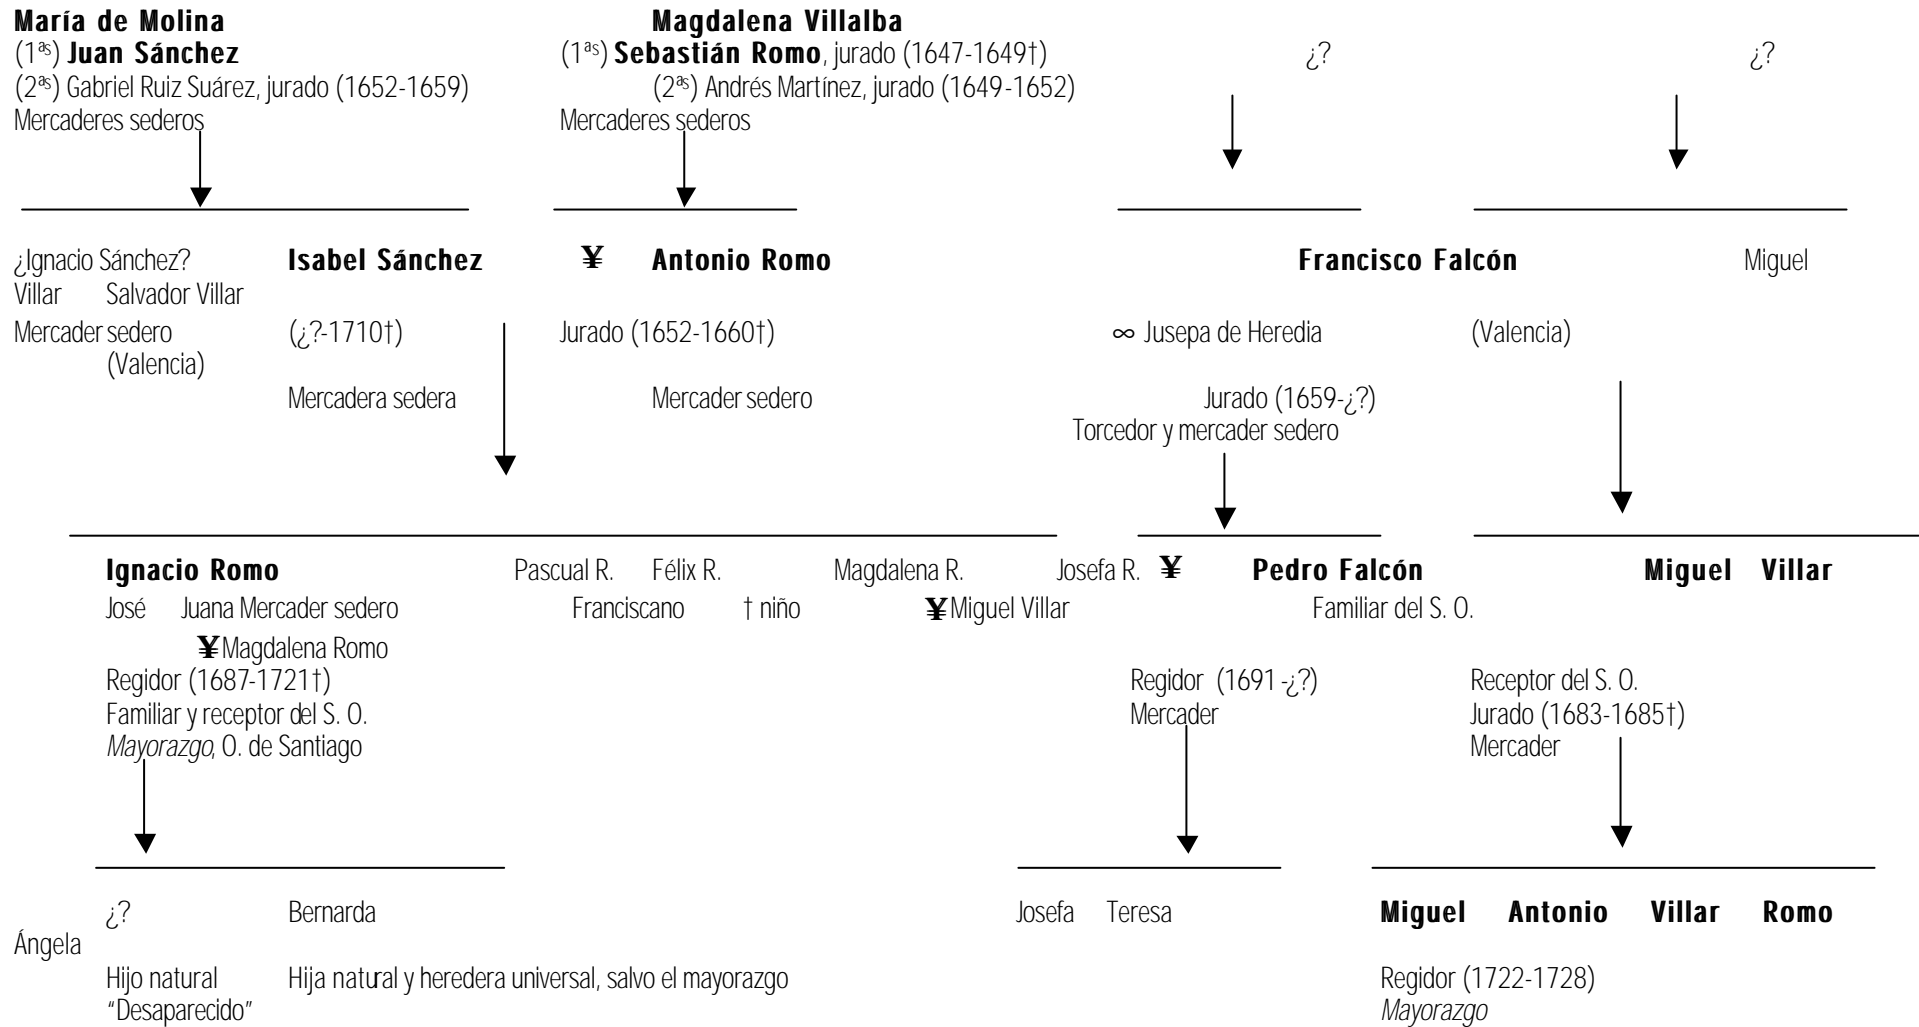 María de Molina Magdalena Villalba
(1ªs) Juan Sánchez (1ªs) Sebastián Romo, jurado (1647-1649†) ¿? ¿?
(2ªs) Gabriel Ruiz Suárez, jurado (1652-1659) (2ªs) Andrés Martínez, jurado (1649-1652)
Mercaderes sederos Mercaderes sederos
¿Ignacio Sánchez? Isabel Sánchez ¥ Antonio Romo Francisco Falcón Miguel
Villar Salvador Villar
Mercader sedero (¿?-1710†) Jurado (1652-1660†) ∞ Jusepa de Heredia (Valencia)
(Valencia)
Mercadera sedera Mercader sedero Jurado (1659-¿?)
Torcedor y mercader sedero
Ignacio Romo Pascual R. Félix R. Magdalena R. Josefa R. ¥ Pedro Falcón Miguel Villar
José Juana Mercader sedero Franciscano † niño ¥ Miguel Villar Familiar del S. O.
¥ Magdalena Romo
Regidor (1687-1721†) Regidor (1691-¿?) Receptor del S. O.
Familiar y receptor del S. O. Mercader Jurado (1683-1685†)
Mayorazgo, O. de Santiago Mercader
¿? Bernarda Josefa Teresa Miguel Antonio Villar Romo
Ángela
Hijo natural Hija natural y heredera universal, salvo el mayorazgo Regidor (1722-1728)
"Desaparecido" Mayorazgo